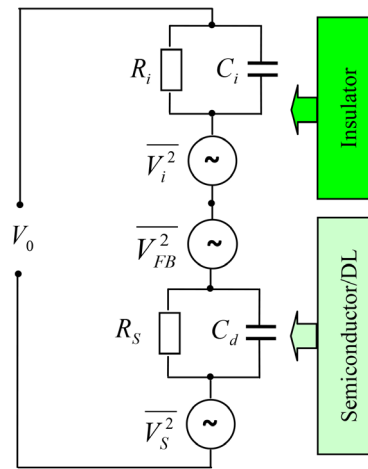 R_i
C_i
Insulator
\overline{V_i^2}
~
\overline{V_{FB}^2}
~
V_0
R_S
C_d
Semiconductor/DL
\overline{V_S^2}
~